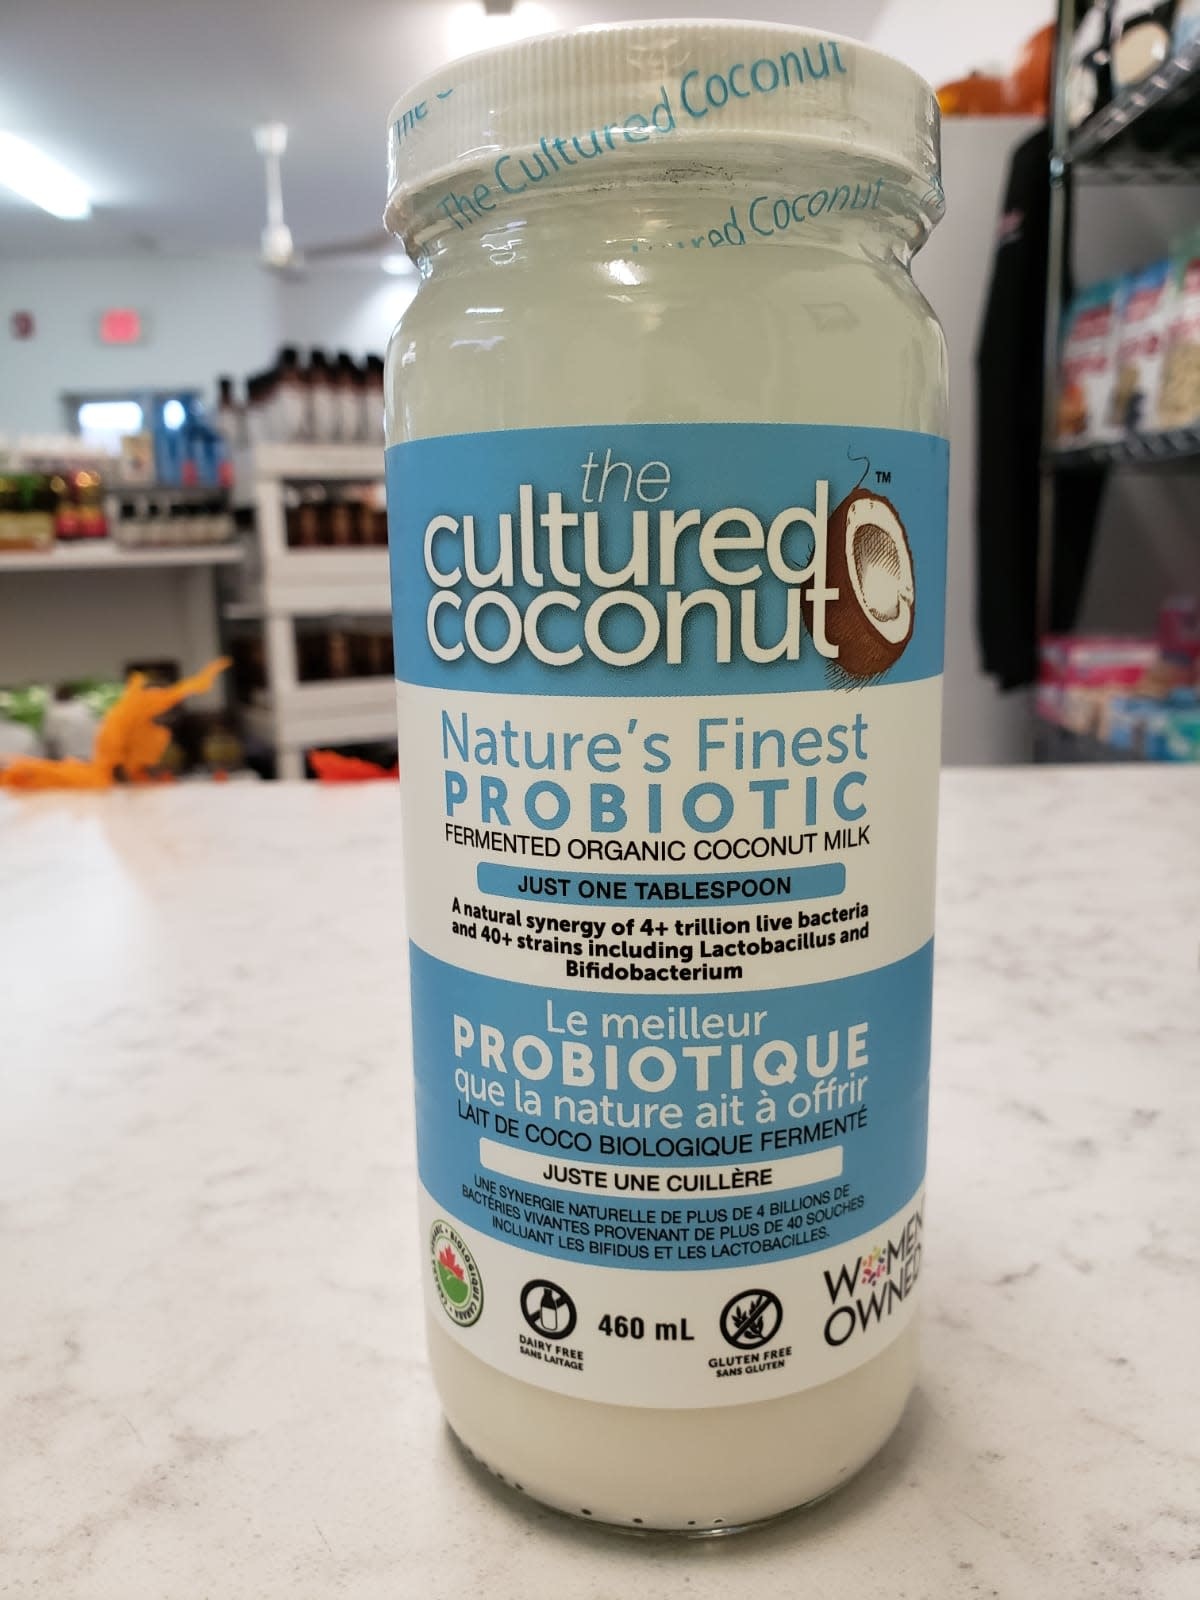 The Cultured Coconut
Coconut
the
cultured
coconut
TM
Nature's Finest
PROBIOTIC
FERMENTED ORGANIC COCONUT MILK
JUST ONE TABLESPOON
A natural synergy of 4+ trillion live bacteria
and 40+ strains including Lactobacillus and
Bifidobacterium
Le meilleur
PROBIOTIQUE
que la nature ait à offrir
LAIT DE COCO BIOLOGIQUE FERMENTÉ
JUSTE UNE CUILLÈRE
UNE SYNERGIE NATURELLE DE PLUS DE 4 BILLIONS DE
BACTÉRIES VIVANTES PROVENANT DE PLUS DE 40 SOUCHES
INCLUANT LES BIFIDUS ET LES LACTOBACILLES.
BIOLOGIQUE CANADA
DAIRY FREE
SANS LAITAGE
460 mL
GLUTEN FREE
SANS GLUTEN
WOMEN
OWNED